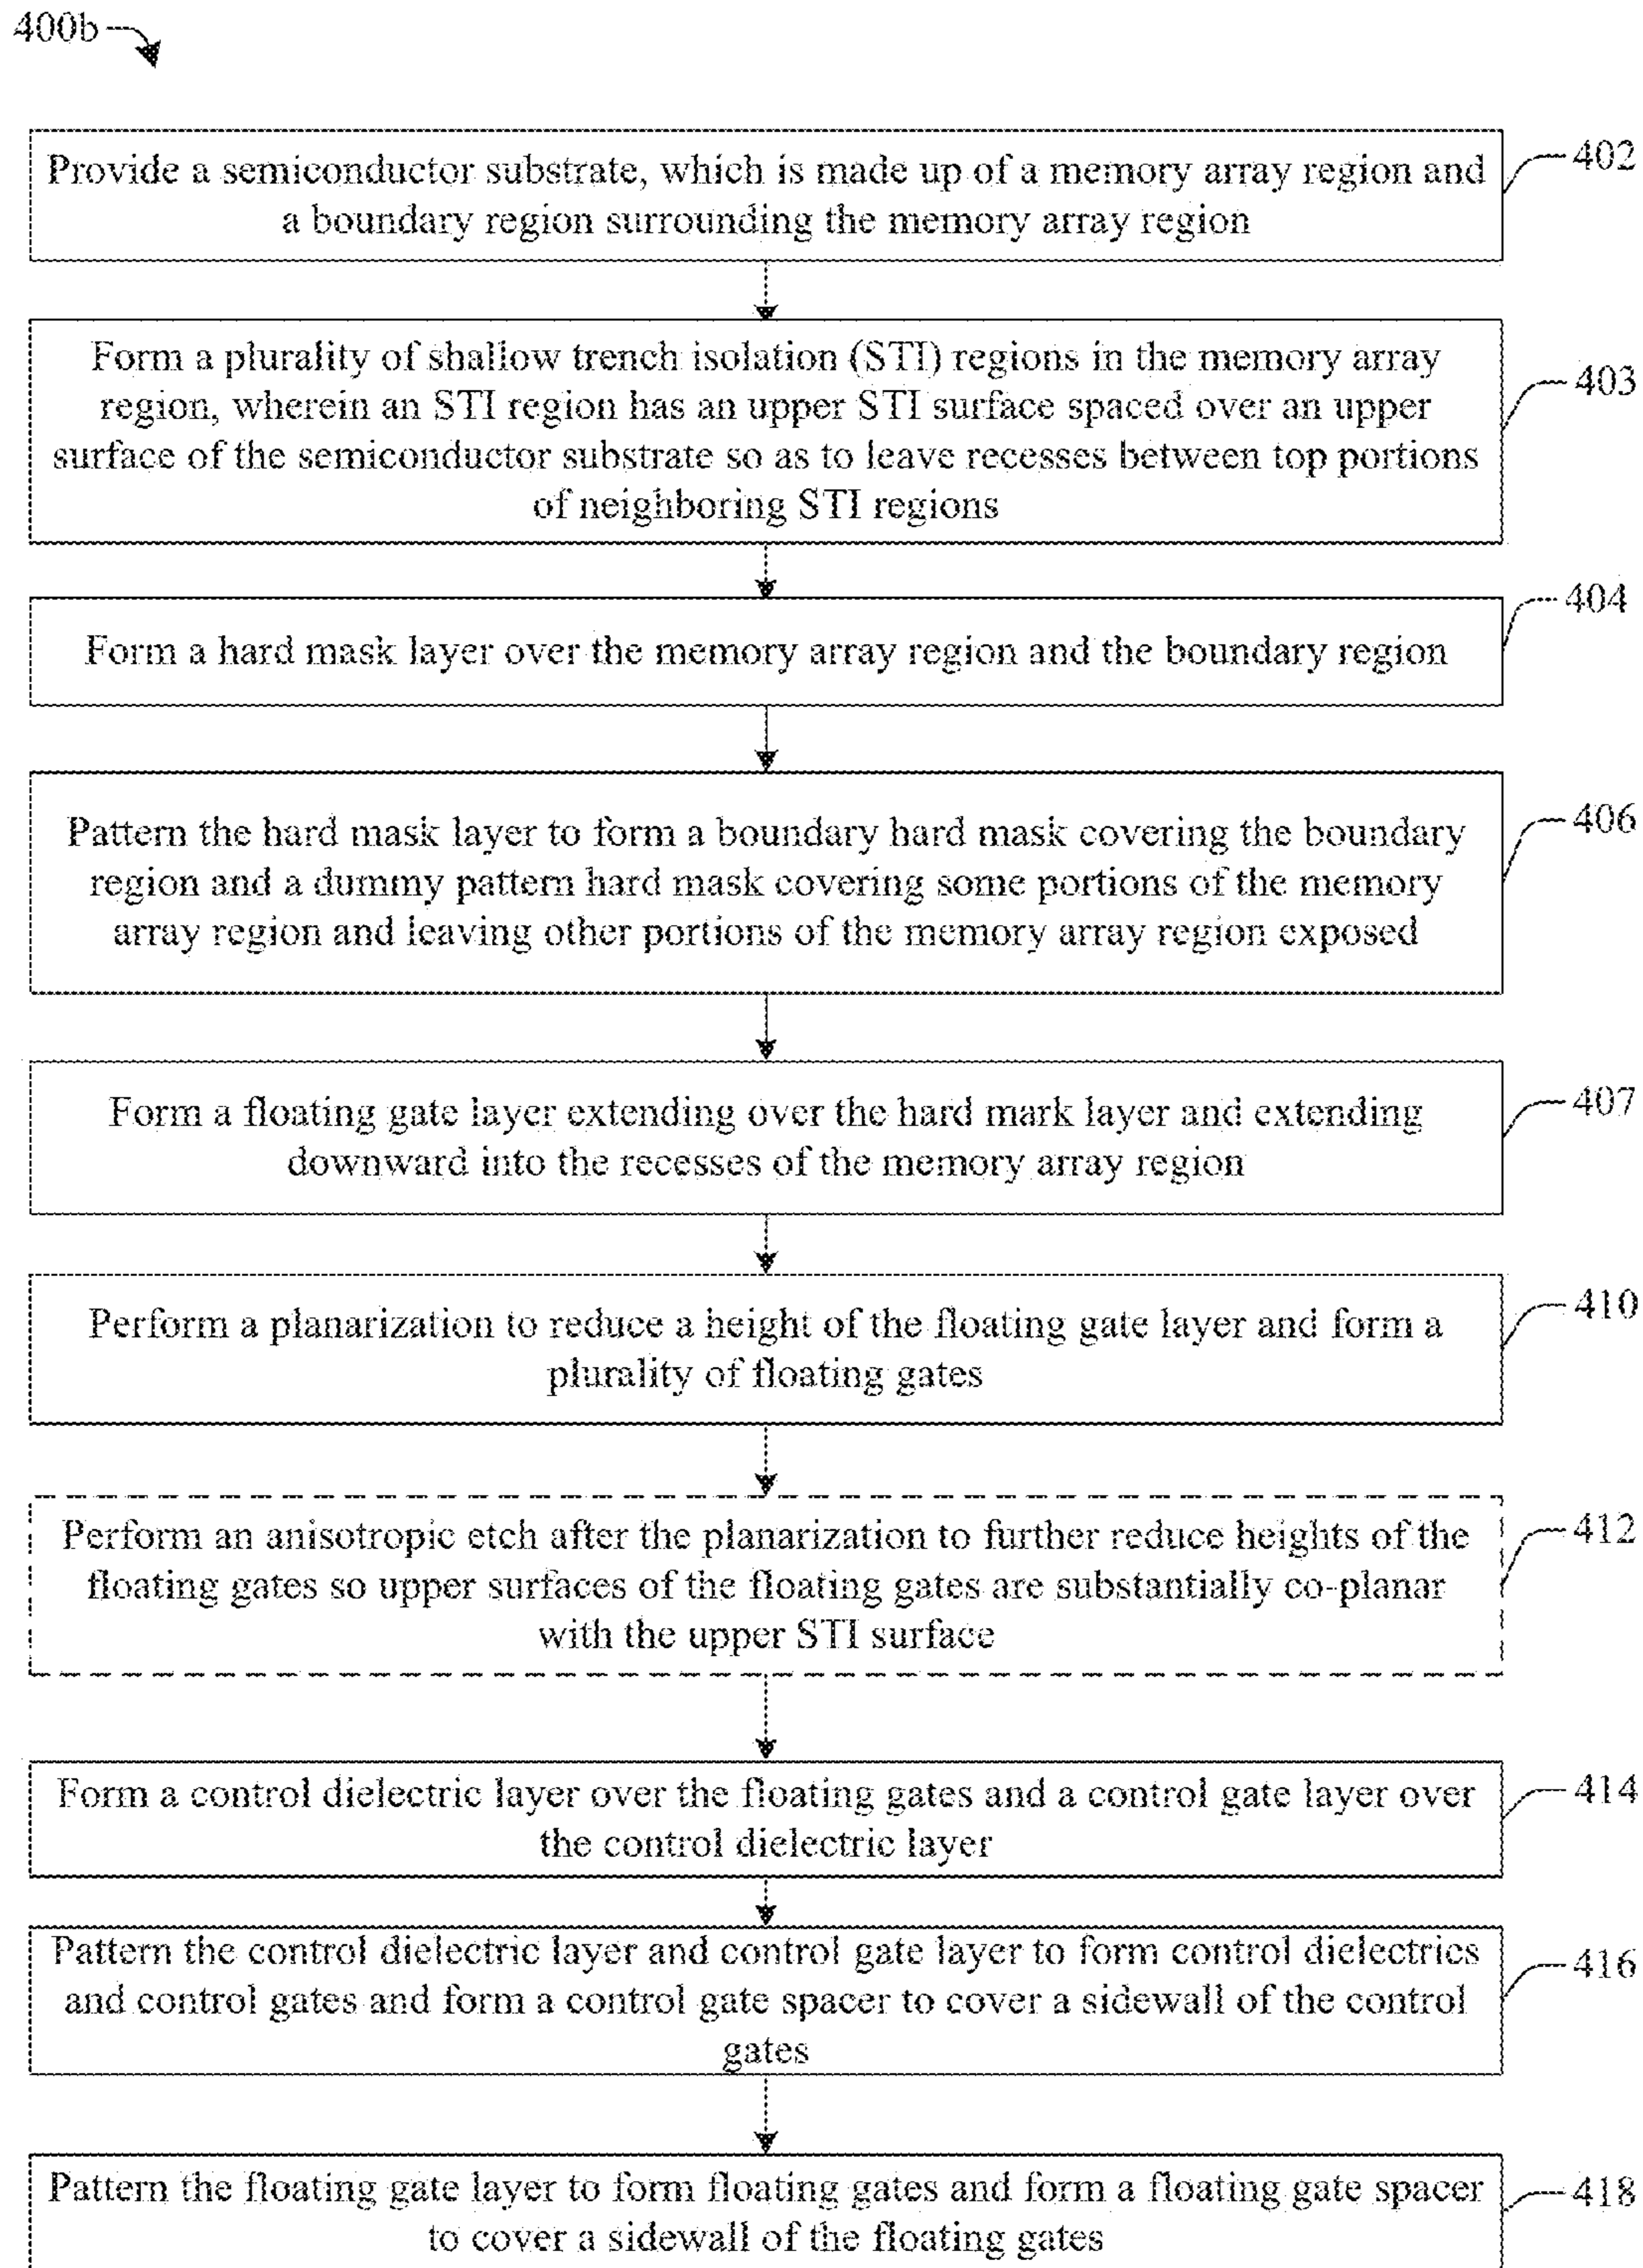 400b
Provide a semiconductor substrate, which is made up of a memory array region and
a boundary region surrounding the memory array region
402
Form a plurality of shallow trench isolation (STI) regions in the memory array
region, wherein an STI region has an upper STI surface spaced over an upper
surface of the semiconductor substrate so as to leave recesses between top portions
of neighboring STI regions
403
Form a hard mask layer over the memory array region and the boundary region
404
Pattern the hard mask layer to form a boundary hard mask covering the boundary
region and a dummy pattern hard mask covering some portions of the memory
array region and leaving other portions of the memory array region exposed
406
Form a floating gate layer extending over the hard mark layer and extending
downward into the recesses of the memory array region
407
Perform a planarization to reduce a height of the floating gate layer and form a
plurality of floating gates
410
Perform an anisotropic etch after the planarization to further reduce heights of the
floating gates so upper surfaces of the floating gates are substantially co-planar
with the upper STI surface
412
Form a control dielectric layer over the floating gates and a control gate layer over
the control dielectric layer
414
Pattern the control dielectric layer and control gate layer to form control dielectrics
and control gates and form a control gate spacer to cover a sidewall of the control
gates
416
Pattern the floating gate layer to form floating gates and form a floating gate spacer
to cover a sidewall of the floating gates
418